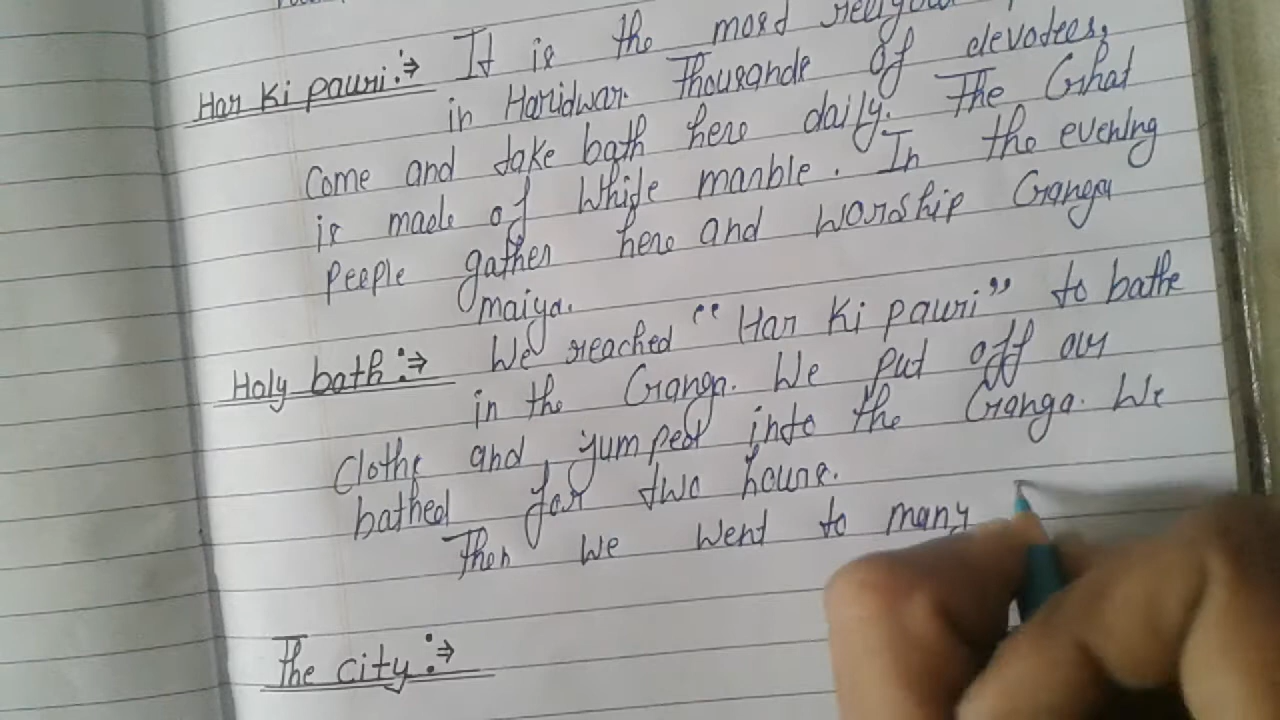 Har Ki pauri :⇒ It is the most religious
in Haridwar. Thousands of devotees,
Come and take bath here daily. The Ghat
is made of White marble. In the evening
Peeple gather here and worship Ganga
maiya.
Holy bath :⇒ We reached "Har Ki pauri" to bathe
in the Ganga. We put off our
Clothe and jumped into the Ganga. We
bathed for two hours.
Then we went to many
The city :⇒